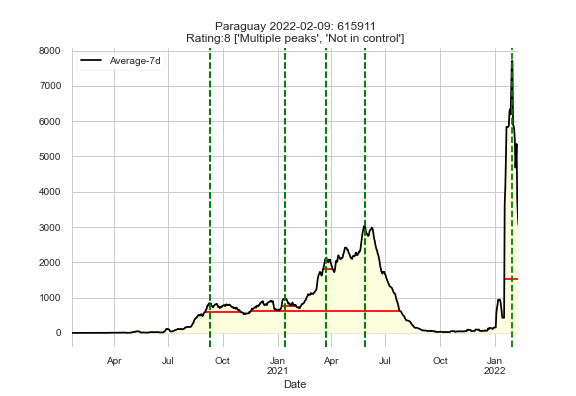 Paraguay 2022-02-09: 615911
Rating:8 ['Multiple peaks', 'Not in control']
Average-7d
8000
7000
6000
5000
4000
3000
2000
1000
0
Apr Jul Oct Jan Apr Jul Oct Jan
2021 2022
Date